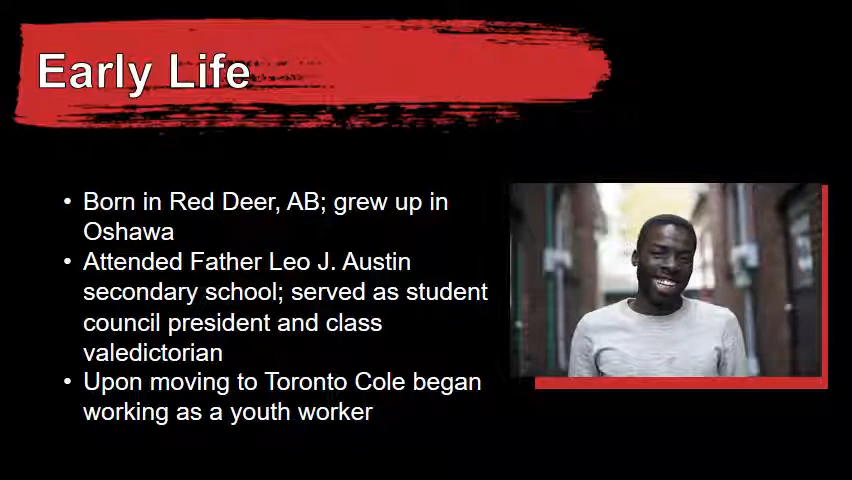 Early Life
• Born in Red Deer, AB; grew up in
Oshawa
• Attended Father Leo J. Austin
secondary school; served as student
council president and class
valedictorian
• Upon moving to Toronto Cole began
working as a youth worker